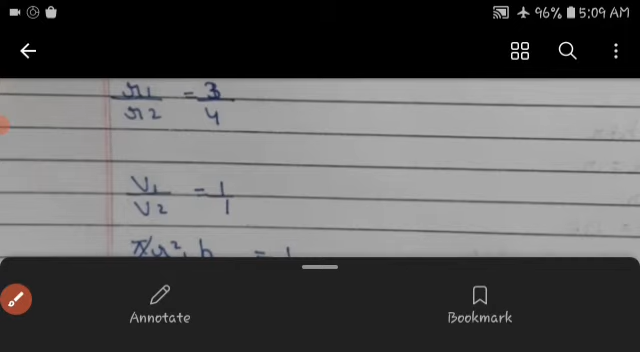 96% 5:09 AM
r1/r2 = 3/4
V1/V2 = 1/1
Annotate
Bookmark